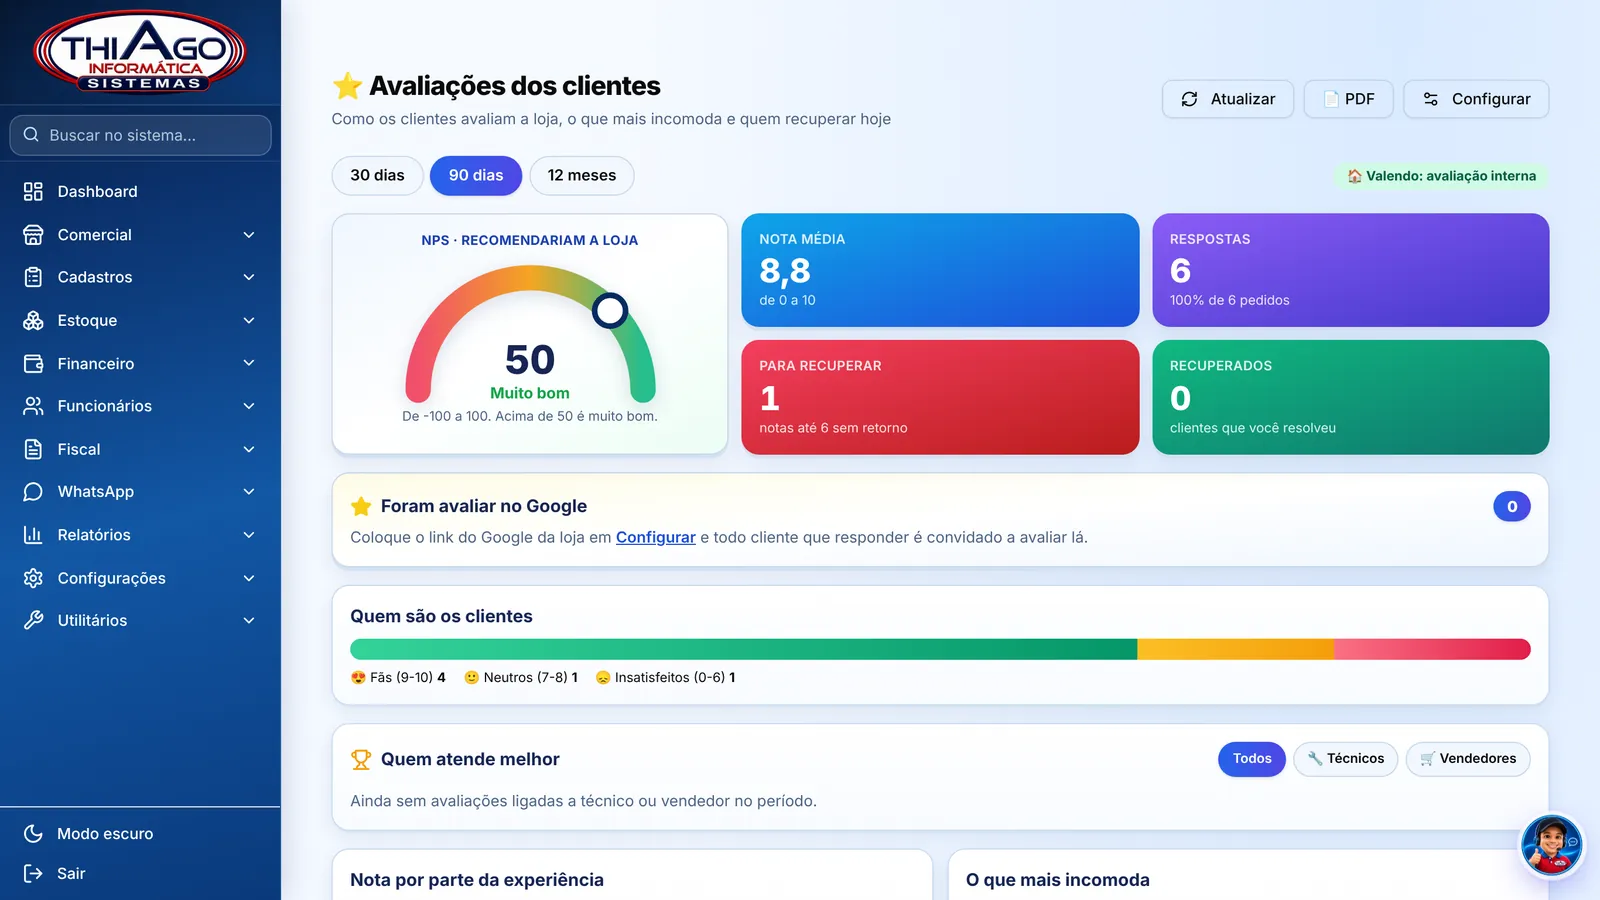 THIAGO
INFORMÁTICA
SISTEMAS
Buscar no sistema...
Dashboard
Comercial
Cadastros
Estoque
Financeiro
Funcionários
Fiscal
WhatsApp
Relatórios
Configurações
Utilitários
Modo escuro
Sair
Avaliações dos clientes
Como os clientes avaliam a loja, o que mais incomoda e quem recuperar hoje
Atualizar
PDF
Configurar
30 dias
90 dias
12 meses
Valendo: avaliação interna
NPS · RECOMENDARIAM A LOJA
50
Muito bom
De -100 a 100. Acima de 50 é muito bom.
NOTA MÉDIA
8,8
de 0 a 10
RESPOSTAS
6
100% de 6 pedidos
PARA RECUPERAR
1
notas até 6 sem retorno
RECUPERADOS
0
clientes que você resolveu
Foram avaliar no Google
0
Coloque o link do Google da loja em Configurar e todo cliente que responder é convidado a avaliar lá.
Quem são os clientes
Fãs (9-10) 4 Neutros (7-8) 1 Insatisfeitos (0-6) 1
Quem atende melhor
Todos
Técnicos
Vendedores
Ainda sem avaliações ligadas a técnico ou vendedor no período.
Nota por parte da experiência
O que mais incomoda